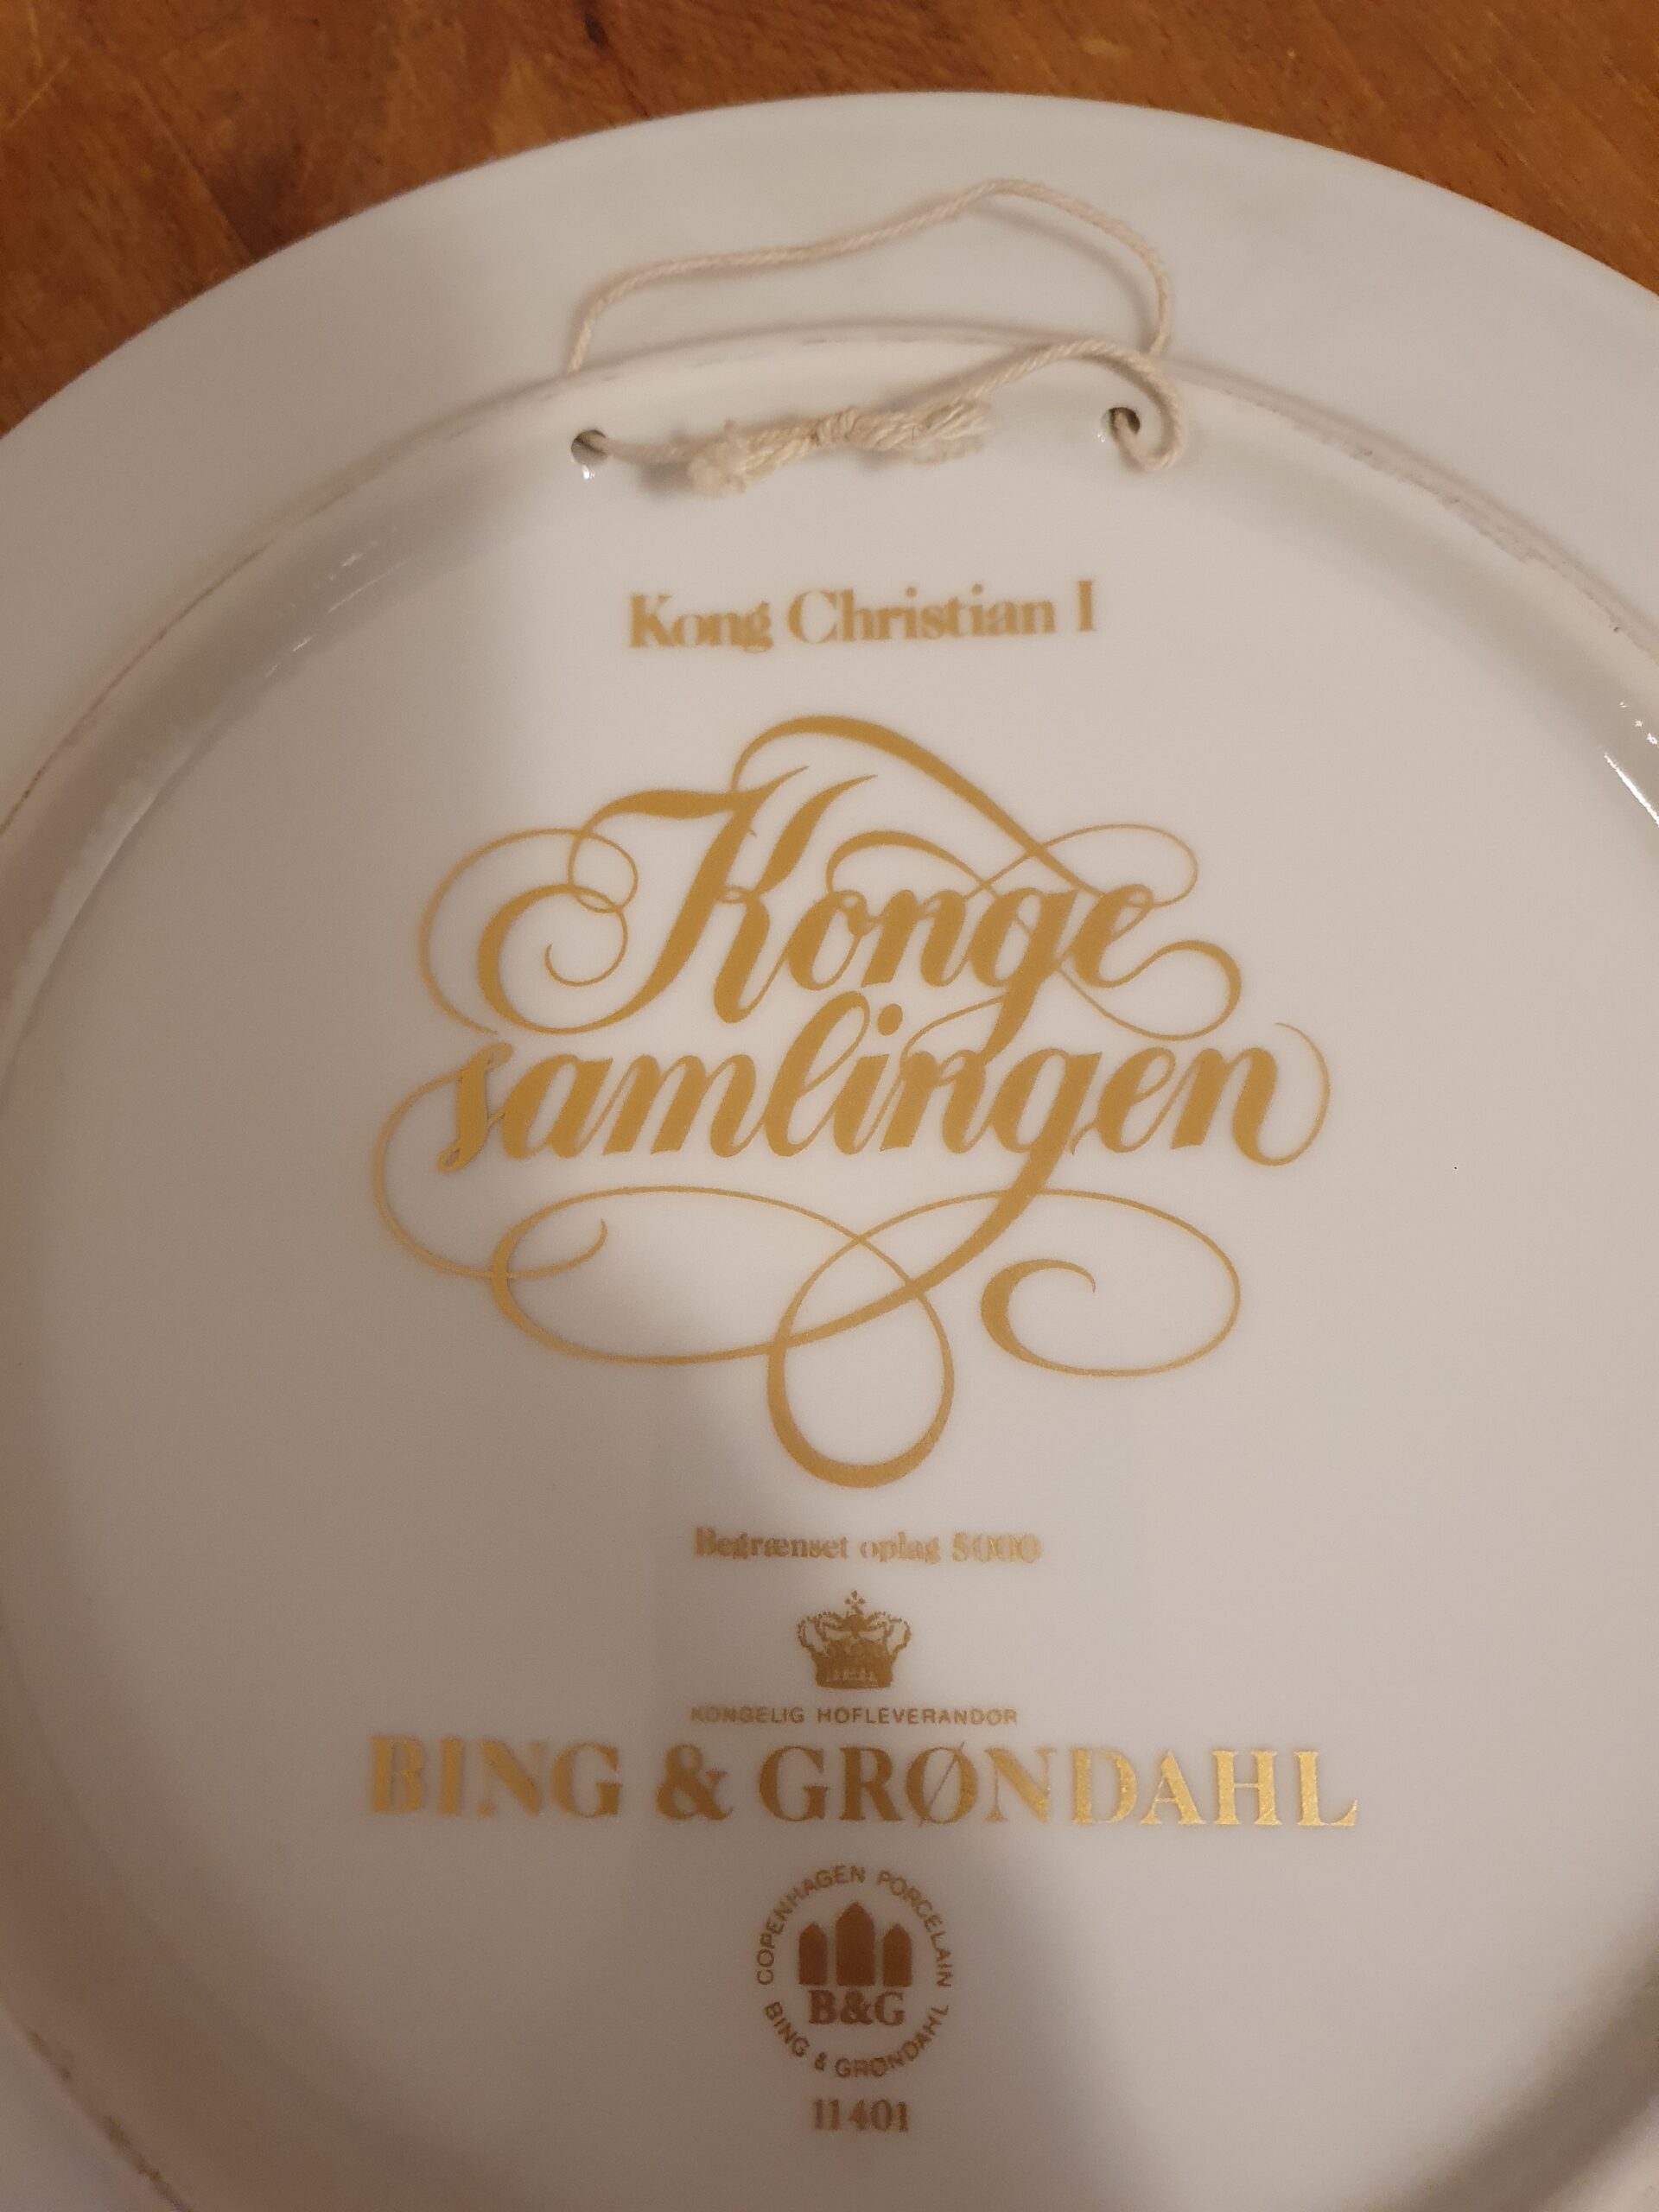 Kong Christian I
Konge
samlingen
Begrænset oplag 5000
KONGELIG HOFLEVERANDØR
BING & GRØNDAHL
COPENHAGEN PORCELAIN
B&G
BING & GRØNDAHL
11401